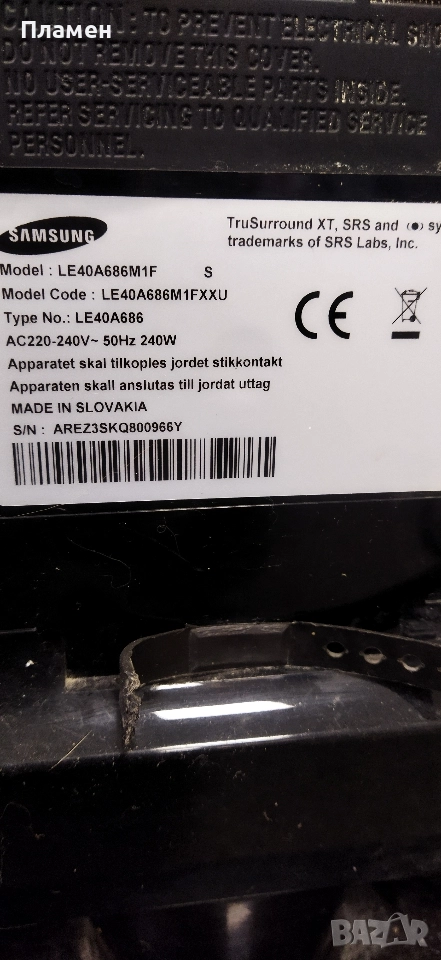 Пламен
CAUTION: TO PREVENT ELECTRICAL
DO NOT REMOVE THIS COVER.
NO USER-SERVICEABLE PARTS INSIDE.
REFER SERVICING TO QUALIFIED SERVICE
PERSONNEL.
SAMSUNG
TruSurround XT, SRS and (●) sy
trademarks of SRS Labs, Inc.
Model : LE40A686M1F S
Model Code : LE40A686M1FXXU
Type No.: LE40A686
AC220-240V~ 50Hz 240W
Apparatet skal tilkoples jordet stikkontakt
Apparaten skall anslutas till jordat uttag
MADE IN SLOVAKIA
S/N : AREZ3SKQ800966Y
CE
BAZAR